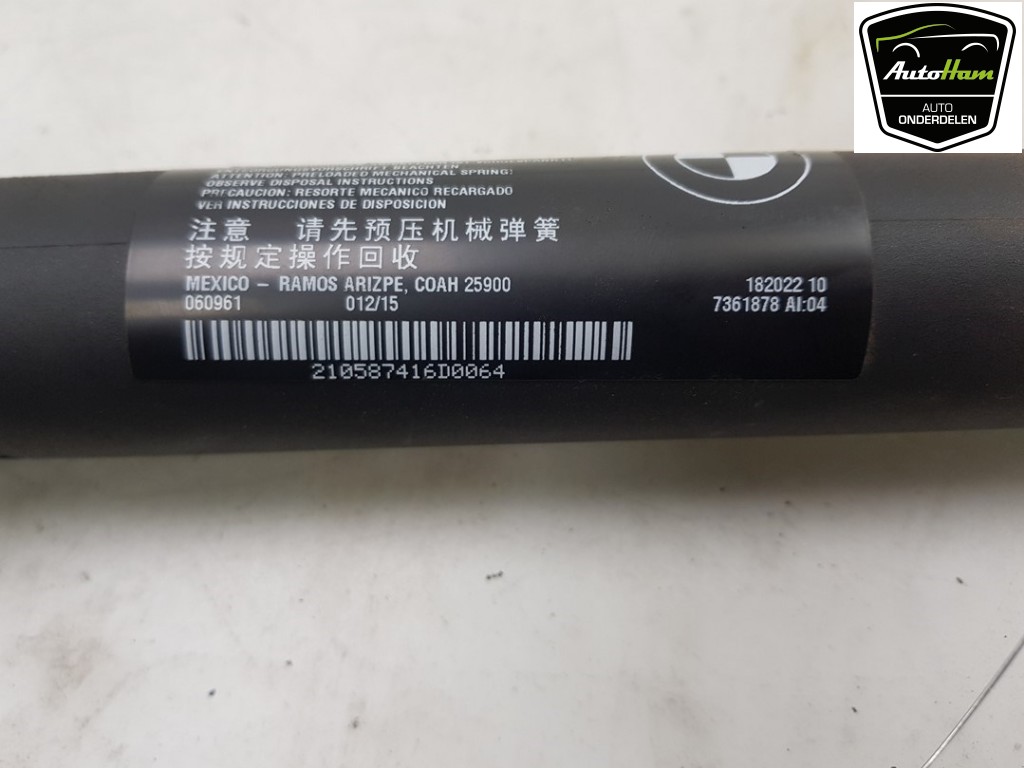 AutoHam
AUTO
ONDERDELEN
BEACHTEN
ATTENTION: PRELOADED MECHANICAL SPRING!
OBSERVE DISPOSAL INSTRUCTIONS
PRECAUCION: RESORTE MECANICO RECARGADO
VER INSTRUCCIONES DE DISPOSICION
注意 请先预压机械弹簧
按规定操作回收
MEXICO – RAMOS ARIZPE, COAH 25900
182022 10
060961 012/15
7361878 AI:04
210587416D0064